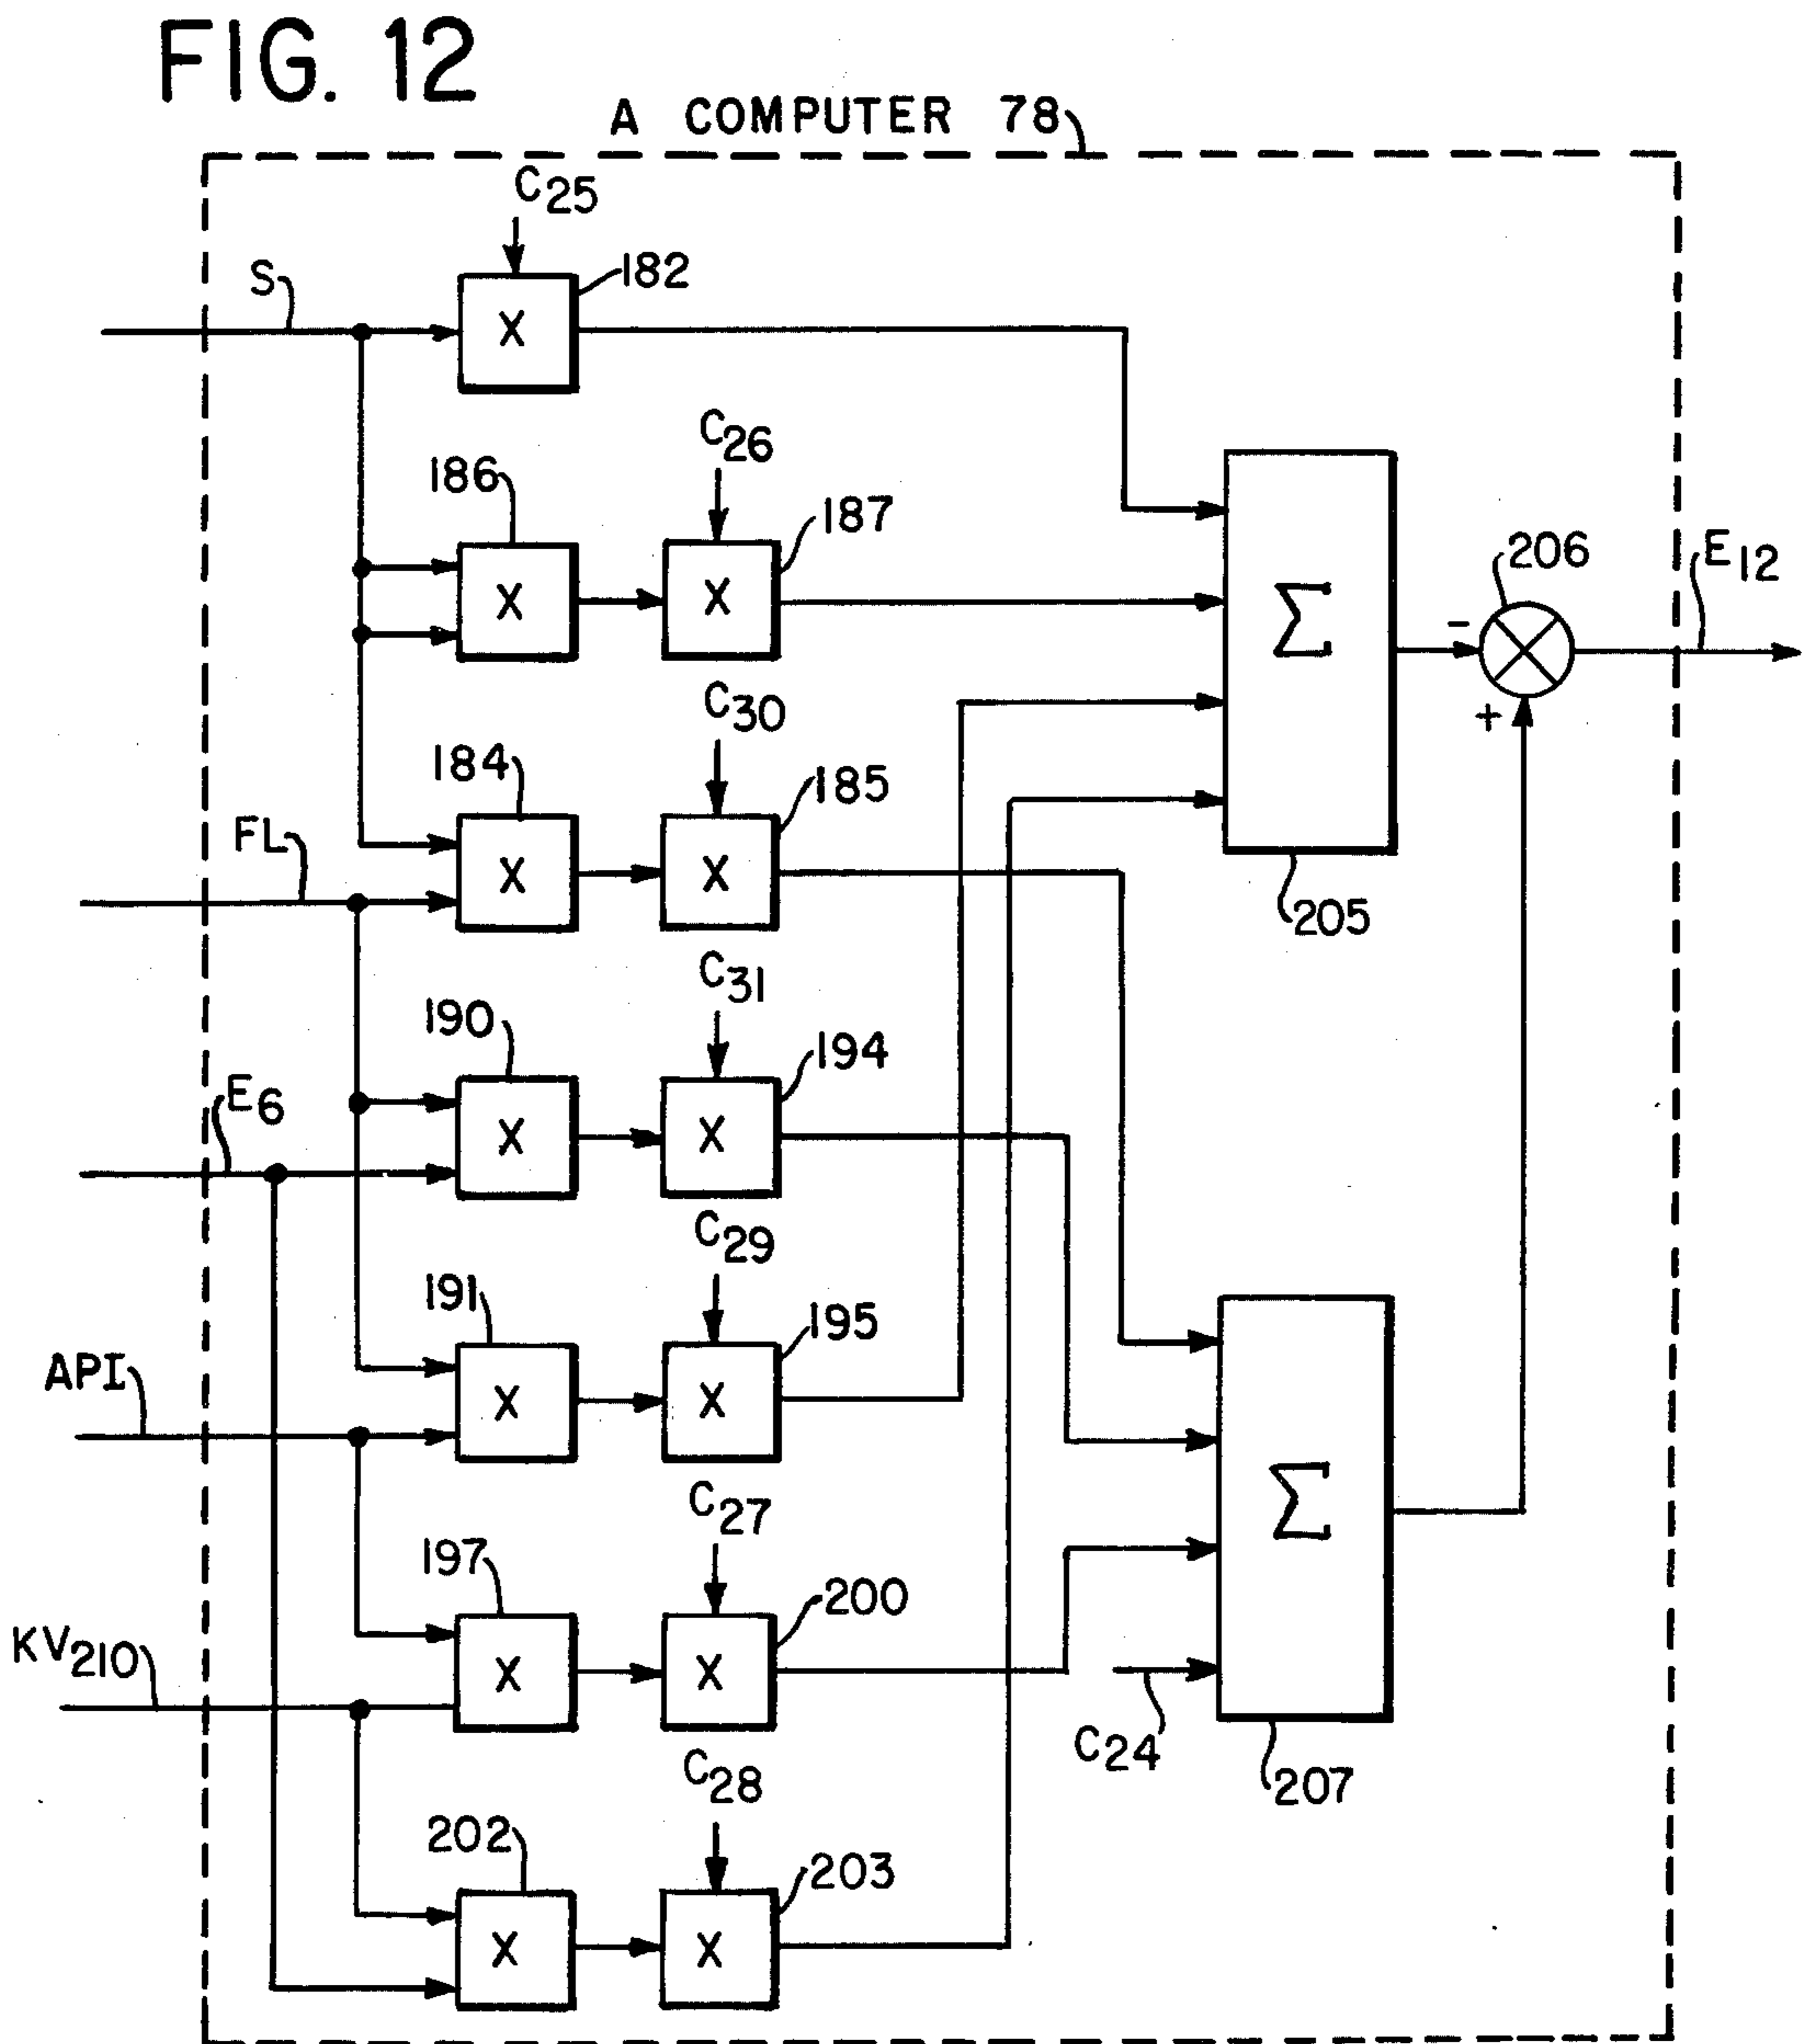 FIG. 12
A COMPUTER 78
C25
S
182
X
C26
186
187
X
X
Σ
206
E12
-
+
C30
184
185
FL
X
X
205
C31
190
194
E6
X
X
C29
191
195
API
X
X
Σ
C27
197
200
KV210
X
X
C24
207
C28
202
203
X
X